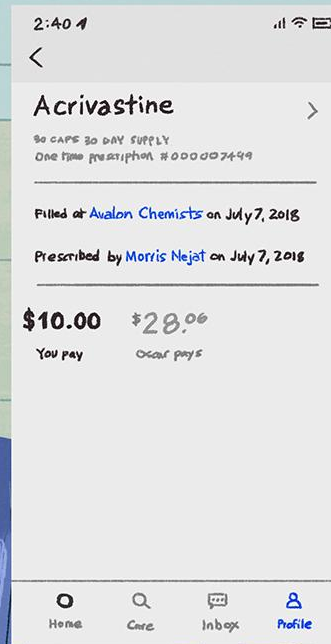 2:40
Acrivastine
30 CAPS 30 DAY SUPPLY
One time prescription #000007499
Filled at Avalon Chemists on July 7, 2018
Prescribed by Morris Nejat on July 7, 2018
$10.00 $28.06
You pay Oscar pays
Home Care Inbox Profile